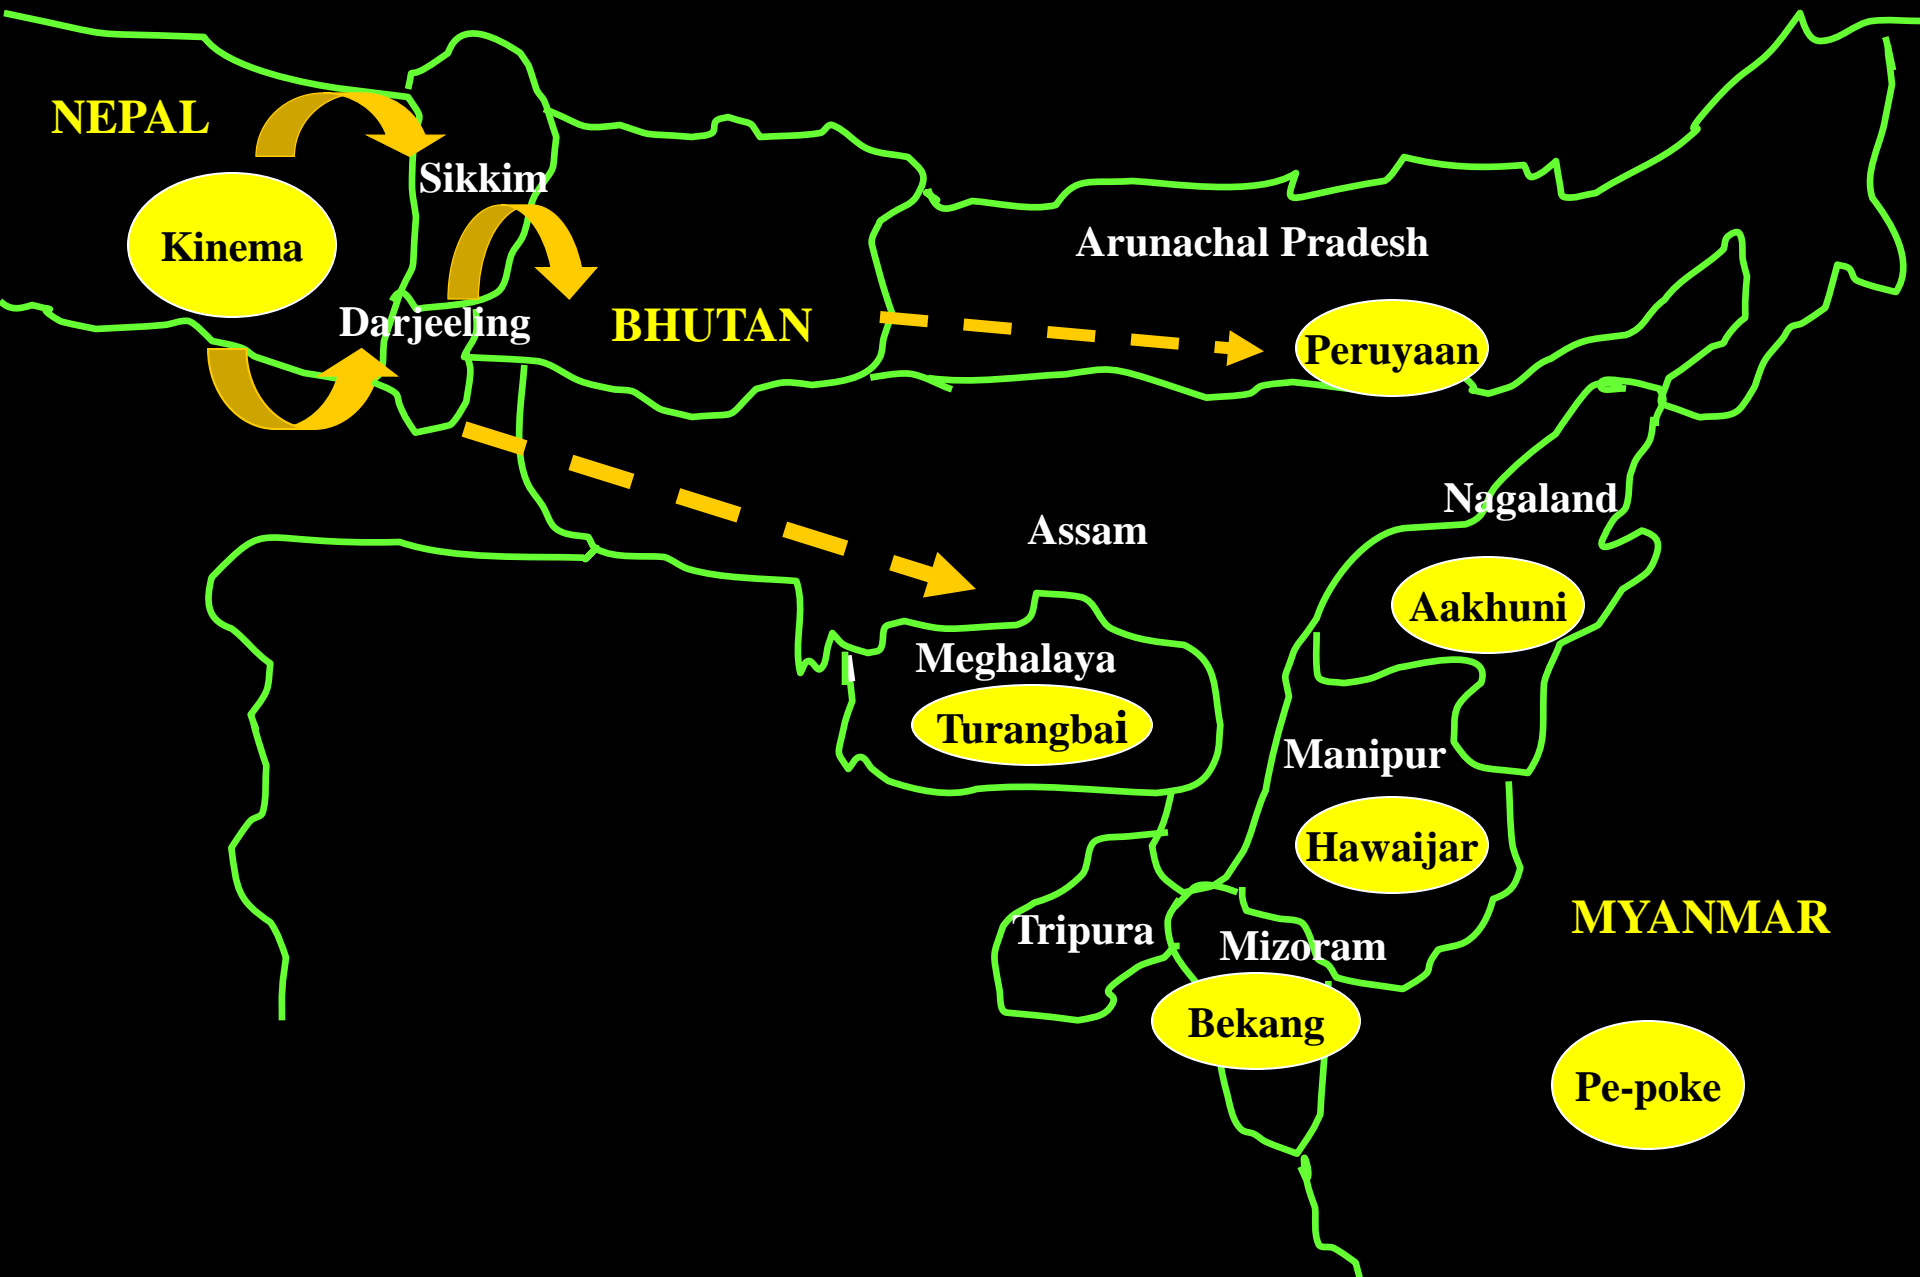 NEPAL
Sikkim
Kinema
Arunachal Pradesh
Darjeeling
BHUTAN
Peruyaan
Nagaland
Assam
Aakhuni
Meghalaya
Turangbai
Manipur
Hawaijar
MYANMAR
Tripura
Mizoram
Bekang
Pe-poke